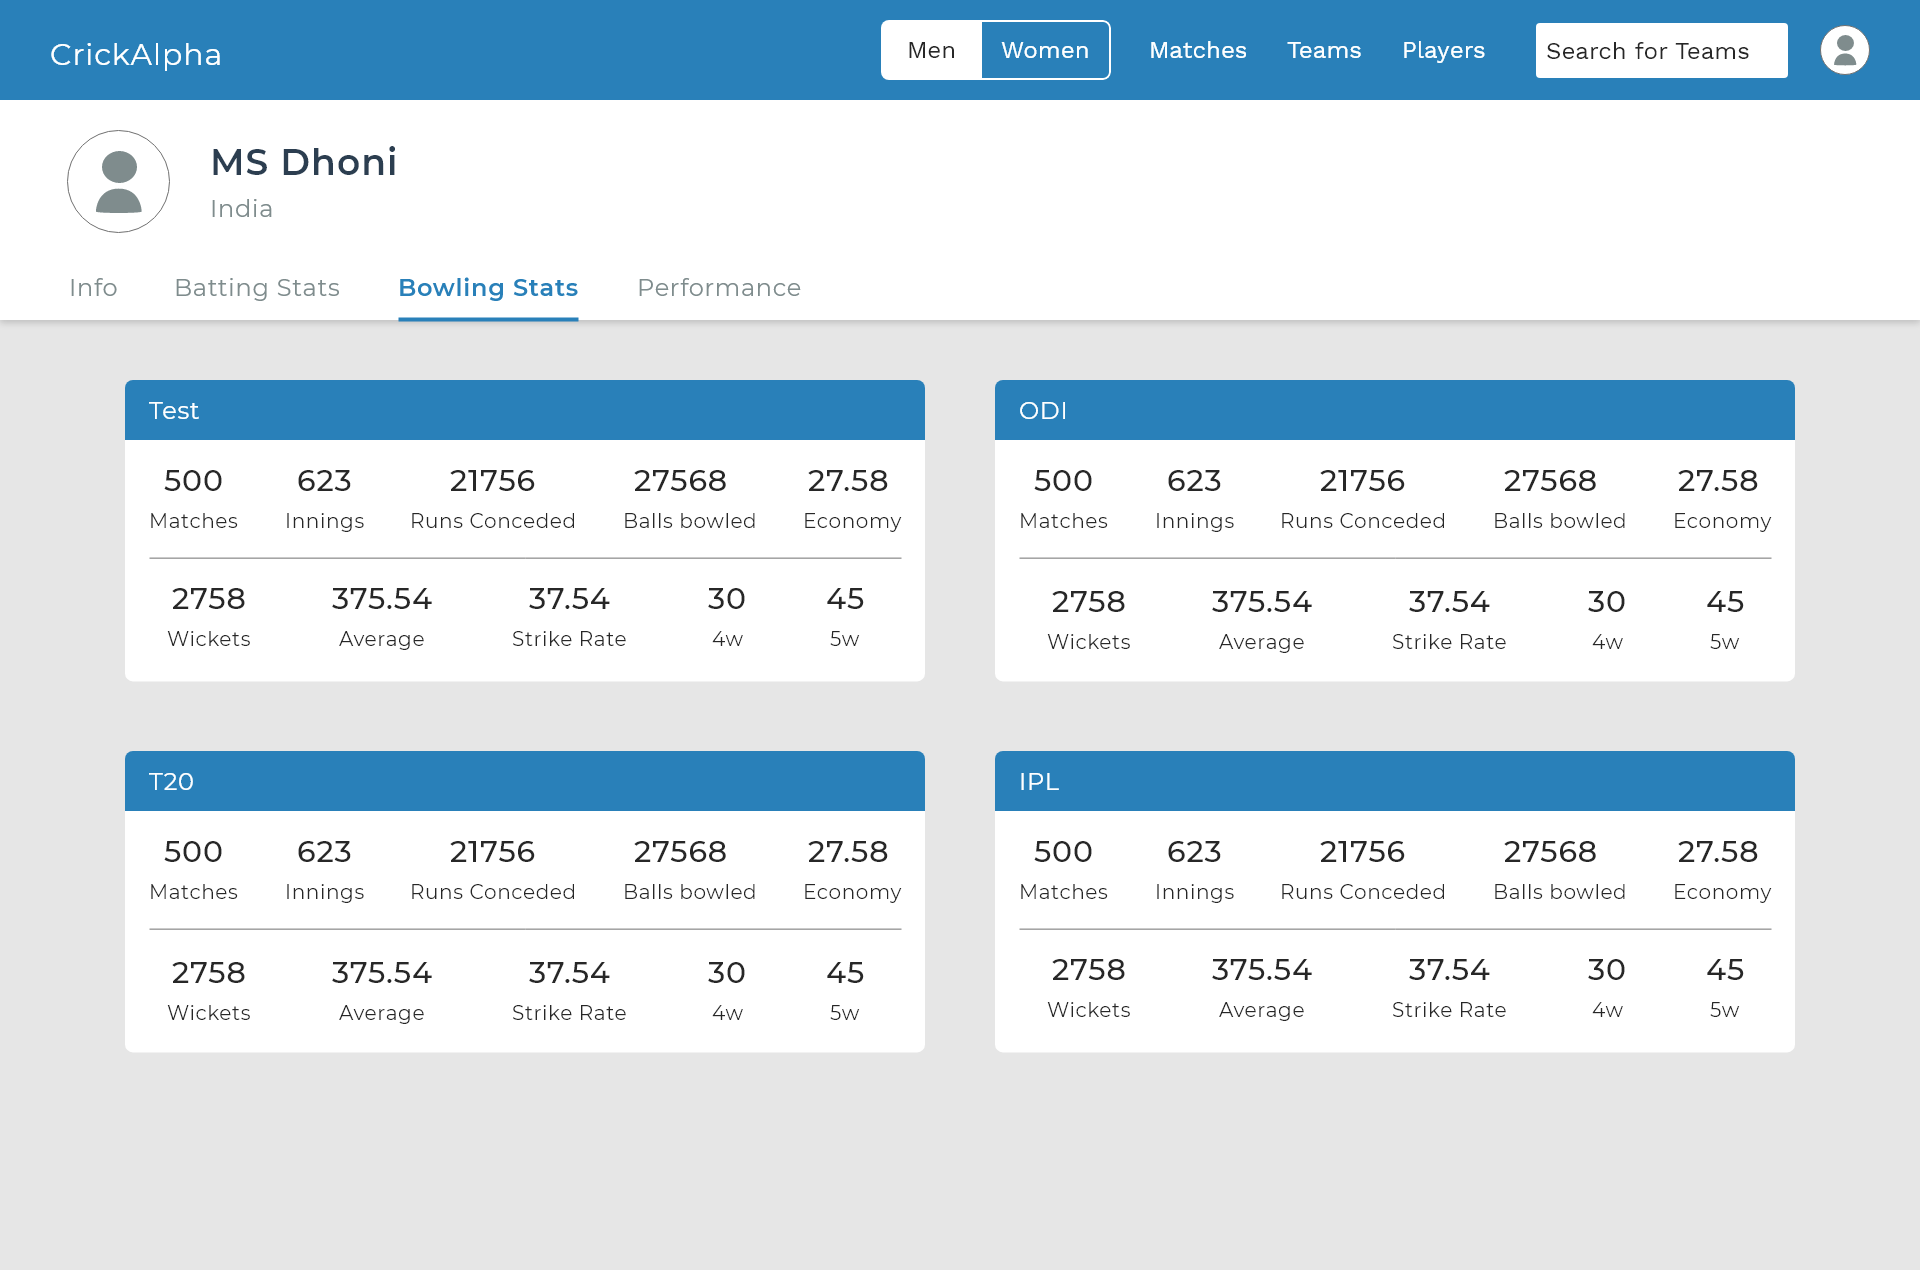 CrickAlpha
Men Women Matches Teams Players Search for Teams
MS Dhoni
India
Info Batting Stats Bowling Stats Performance
Test
500 623 21756 27568 27.58
Matches Innings Runs Conceded Balls bowled Economy
2758 375.54 37.54 30 45
Wickets Average Strike Rate 4w 5w
ODI
500 623 21756 27568 27.58
Matches Innings Runs Conceded Balls bowled Economy
2758 375.54 37.54 30 45
Wickets Average Strike Rate 4w 5w
T20
500 623 21756 27568 27.58
Matches Innings Runs Conceded Balls bowled Economy
2758 375.54 37.54 30 45
Wickets Average Strike Rate 4w 5w
IPL
500 623 21756 27568 27.58
Matches Innings Runs Conceded Balls bowled Economy
2758 375.54 37.54 30 45
Wickets Average Strike Rate 4w 5w